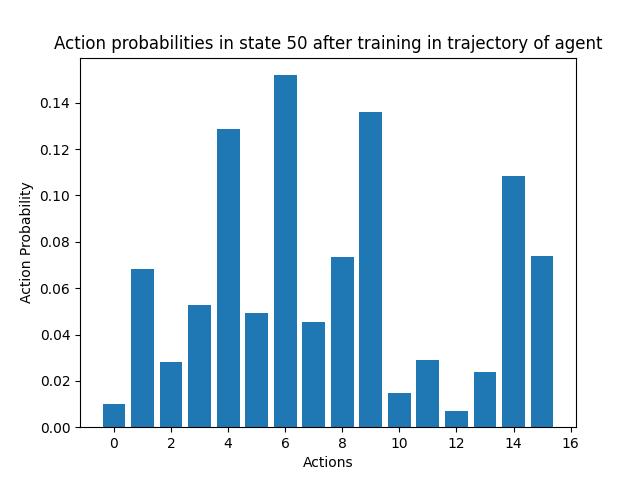 Action probabilities in state 50 after training in trajectory of agent
0.14
0.12
0.10
0.08
0.06
0.04
0.02
0.00
Action Probability
0 2 4 6 8 10 12 14 16
Actions